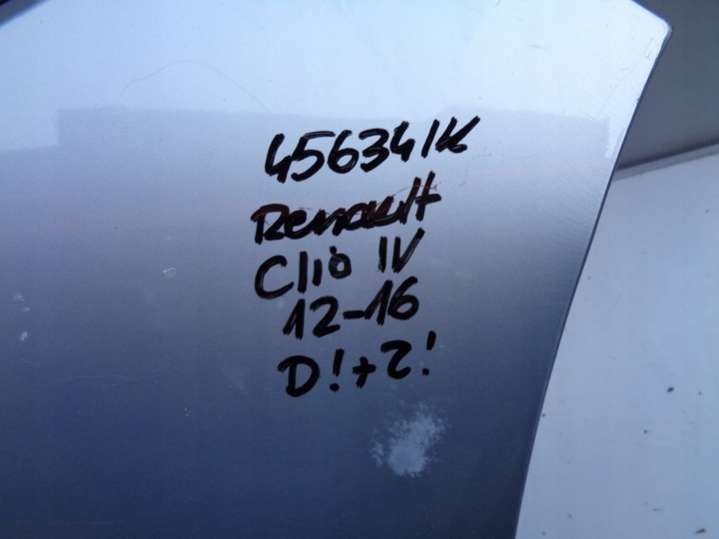 456341K
Renault
Clio IV
12-16
D!+2!